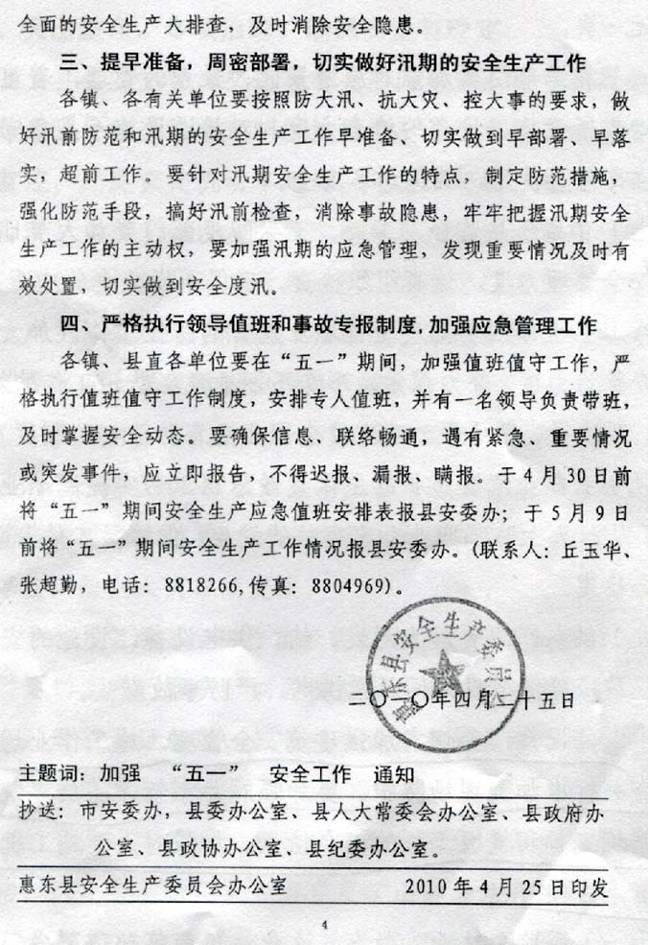 全面的安全生产大排查，及时消除安全隐患。
三、提早准备，周密部署，切实做好汛期的安全生产工作
各镇、各有关单位要按照防大汛、抗大灾、控大事的要求，做
好汛前防范和汛期的安全生产工作早准备、切实做到早部署、早落
实，超前工作。要针对汛期安全生产工作的特点，制定防范措施，
强化防范手段，搞好汛前检查，消除事故隐患，牢牢把握汛期安全
生产工作的主动权，要加强汛期的应急管理，发现重要情况及时有
效处置、切实做到安全度汛。
四、严格执行领导值班和事故专报制度，加强应急管理工作
各镇、县直各单位要在“五一”期间，加强值班值守工作，严
格执行值班值守工作制度，安排专人值班，并有一名领导负责带班，
及时掌握安全动态。要确保信息、联络畅通，遇有紧急、重要情况
或突发事件，应立即报告，不得迟报、漏报、瞒报。于4月30日前
将“五一”期间安全生产应急值班安排表报县安委办；于5月9日
前将“五一”期间安全生产工作情况报县安委办。（联系人：丘玉华、
张超勤，电话：8818266,传真：8804969）。
惠东县安全生产委员会
二〇一〇年四月二十五日
主题词：加强 “五一” 安全工作 通知
抄送：市安委办，县委办公室、县人大常委会办公室、县政府办
公室、县政协办公室、县纪委办公室。
惠东县安全生产委员会办公室 2010年4月25日印发
4